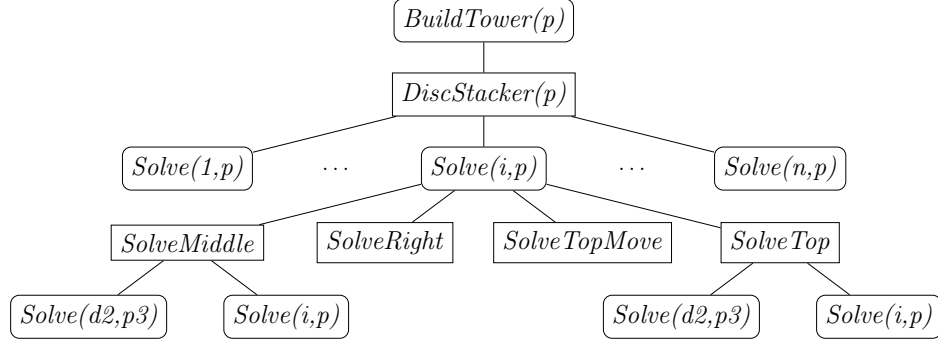 BuildTower(p)
DiscStacker(p)
Solve(1,p) ... Solve(i,p) ... Solve(n,p)
SolveMiddle SolveRight SolveTopMove SolveTop
Solve(d2,p3) Solve(i,p) Solve(d2,p3) Solve(i,p)